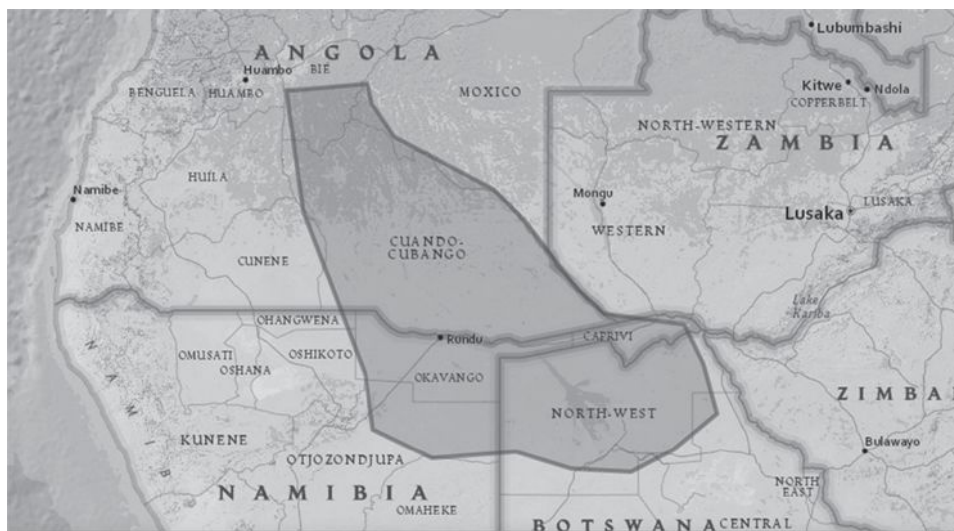 Lubumbashi
ANGOLA
BIÉ
Huambo
BENGUELA
HUAMBO
MOXICO
Kitwe
Ndola
COPPERBELT
NORTH-WESTERN
ZAMBIA
HUÍLA
Namibe
Mongu
LUSAKA
Lusaka
NAMIBE
WESTERN
CUANDO-
CUBANGO
CUNENE
Lake
Kariba
OHANGWENA
Rundu
CAPRIVI
OMUSATI
OSHANA
OSHIKOTO
OKAVANGO
NAMIB
NORTH-WEST
ZIMBA
KUNENE
Bulawayo
OTJOZONDJUPA
NORTH
EAST
NAMIBIA
OMAHEKE
BOTSWANA
CENTRAL